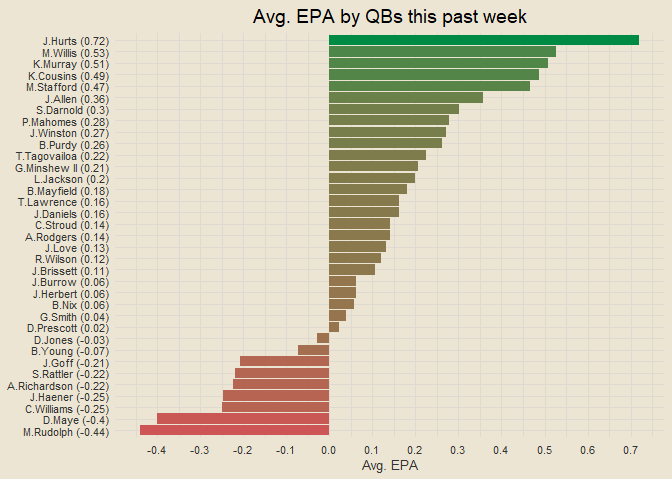 Avg. EPA by QBs this past week
J.Hurts (0.72)
M.Willis (0.53)
K.Murray (0.51)
K.Cousins (0.49)
M.Stafford (0.47)
J.Allen (0.36)
S.Darnold (0.3)
P.Mahomes (0.28)
J.Winston (0.27)
B.Purdy (0.26)
T.Tagovailoa (0.22)
G.Minshew II (0.21)
L.Jackson (0.2)
B.Mayfield (0.18)
T.Lawrence (0.16)
J.Daniels (0.16)
C.Stroud (0.14)
A.Rodgers (0.14)
J.Love (0.13)
R.Wilson (0.12)
J.Brissett (0.11)
J.Burrow (0.06)
J.Herbert (0.06)
B.Nix (0.06)
G.Smith (0.04)
D.Prescott (0.02)
D.Jones (-0.03)
B.Young (-0.07)
J.Goff (-0.21)
S.Rattler (-0.22)
A.Richardson (-0.22)
J.Haener (-0.25)
C.Williams (-0.25)
D.Maye (-0.4)
M.Rudolph (-0.44)
-0.4 -0.3 -0.2 -0.1 0.0 0.1 0.2 0.3 0.4 0.5 0.6 0.7
Avg. EPA